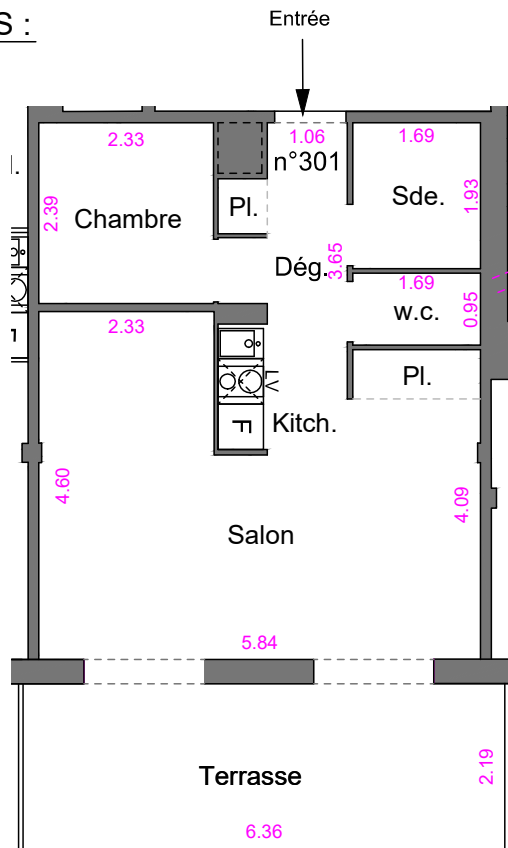 S :
Entrée
2.33
1.06
1.69
n°301
2.39
Chambre
Pl.
Sde.
1.93
Dég.
3.65
1.69
w.c.
0.95
2.33
Pl.
LV
F
Kitch.
4.60
4.09
Salon
5.84
Terrasse
2.19
6.36